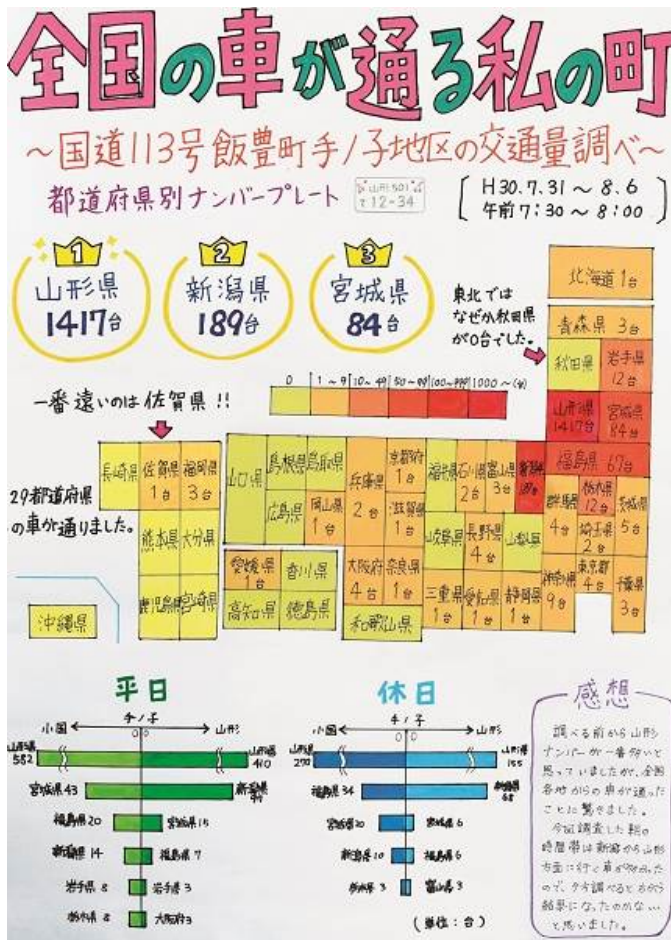 全国の車が通る私の町
～国道113号飯豊町手ノ子地区の交通量調べ～
都道府県別ナンバープレート
山形501
12-34
H30.7.31～8.6
午前7:30～8:00
1
山形県
1417台
2
新潟県
189台
3
宮城県
84台
東北では
なぜか秋田県
が0台でした。
一番遠いのは佐賀県!!
29都道府県
の車が通りました。
0
1～9
10～49
50～99
100～999
1000～(台)
北海道 1台
青森県 3台
秋田県
岩手県
12台
山形県
1417台
宮城県
84台
福島県 67台
長崎県
佐賀県
1台
福岡県
3台
熊本県
大分県
鹿児島県
宮崎県
沖縄県
山口県
島根県
鳥取県
広島県
岡山県
1台
愛媛県
1台
香川県
高知県
徳島県
兵庫県
2台
京都府
1台
滋賀県
1台
大阪府
4台
奈良県
1台
和歌山県
福井県
石川県
2台
富山県
3台
新潟県
189台
岐阜県
長野県
4台
山梨県
三重県
1台
愛知県
1台
静岡県
1台
群馬県
4台
栃木県
12台
茨城県
5台
埼玉県
2台
東京都
4台
神奈川県
9台
千葉県
3台
平日
小国
手ノ子
山形
0
0
山形県
582
山形県
410
宮城県 43
新潟県
福島県 20
宮城県 15
新潟県 14
福島県 7
岩手県 8
岩手県 3
栃木県 8
大阪府 3
休日
小国
手ノ子
山形
0
0
山形県
270
山形県
155
福島県 34
新潟県
68
宮城県 20
宮城県 6
新潟県 10
福島県 6
栃木県 3
富山県 3
(単位:台)
感想
調べる前から山形
ナンバーが一番多いと
思っていましたが、全国
各地からの車が通った
ことに驚きました。
今回調査した朝の
時間帯は新潟から山形
方面に行く車が多かった
ので、夕方調べるとちがう
結果になったのかな
と思いました。